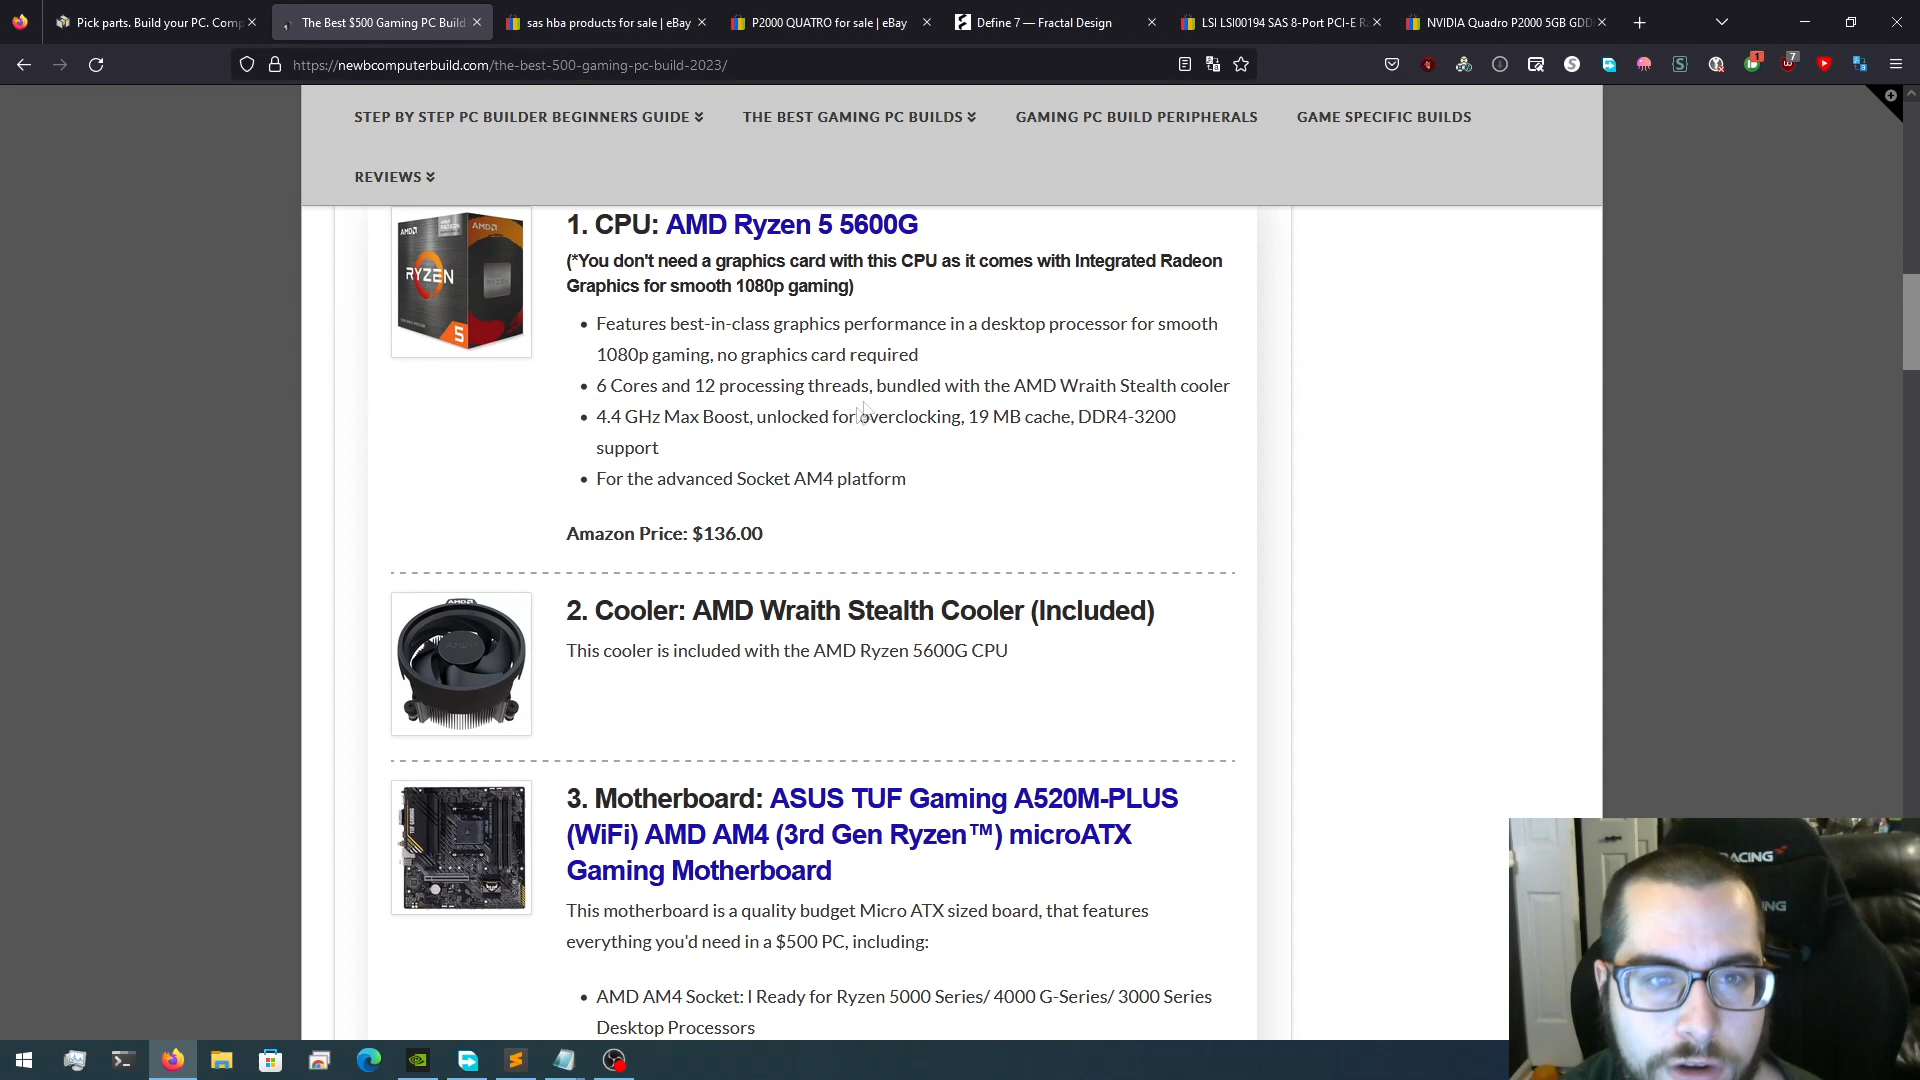 Pick parts. Build your PC. Comp
The Best $500 Gaming PC Build
sas hba products for sale | eBay
P2000 QUATRO for sale | eBay
Define 7 — Fractal Design
LSI LSI00194 SAS 8-Port PCI-E Ra
NVIDIA Quadro P2000 5GB GDD
https://newbcomputerbuild.com/the-best-500-gaming-pc-build-2023/
1
7
STEP BY STEP PC BUILDER BEGINNERS GUIDE
THE BEST GAMING PC BUILDS
GAMING PC BUILD PERIPHERALS
GAME SPECIFIC BUILDS
REVIEWS
AMD
AMD
RYZEN
5
1. CPU: AMD Ryzen 5 5600G
(*You don't need a graphics card with this CPU as it comes with Integrated Radeon
Graphics for smooth 1080p gaming)
• Features best-in-class graphics performance in a desktop processor for smooth
1080p gaming, no graphics card required
• 6 Cores and 12 processing threads, bundled with the AMD Wraith Stealth cooler
• 4.4 GHz Max Boost, unlocked for overclocking, 19 MB cache, DDR4-3200
support
• For the advanced Socket AM4 platform
Amazon Price: $136.00
AMD
AMD
2. Cooler: AMD Wraith Stealth Cooler (Included)
This cooler is included with the AMD Ryzen 5600G CPU
3. Motherboard: ASUS TUF Gaming A520M-PLUS
(WiFi) AMD AM4 (3rd Gen Ryzen™) microATX
Gaming Motherboard
This motherboard is a quality budget Micro ATX sized board, that features
everything you'd need in a $500 PC, including:
• AMD AM4 Socket: I Ready for Ryzen 5000 Series/ 4000 G-Series/ 3000 Series
Desktop Processors
RACING